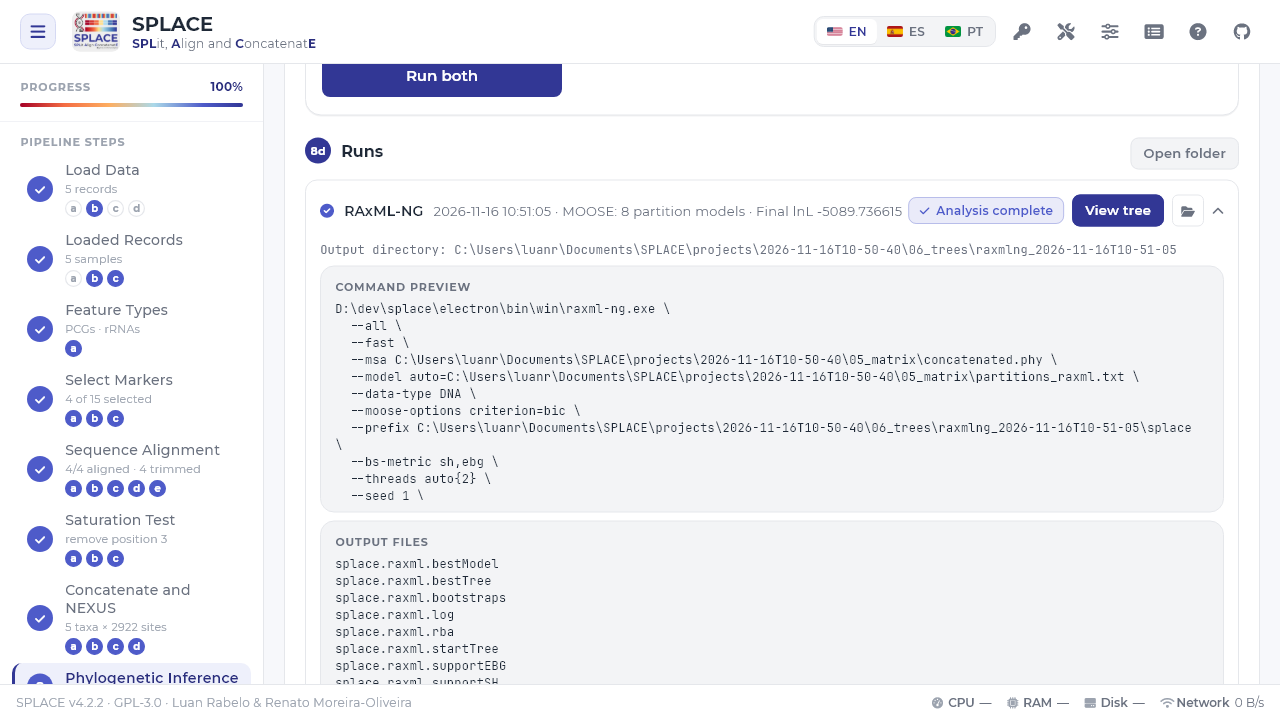 SPLACE
SPLit, Align and ConcatenatE
EN
ES
PT
PROGRESS
100%
PIPELINE STEPS
Load Data
5 records
a b c d
Loaded Records
5 samples
a b c
Feature Types
PCGs · rRNAs
a
Select Markers
4 of 15 selected
a b c
Sequence Alignment
4/4 aligned · 4 trimmed
a b c d e
Saturation Test
remove position 3
a b c
Concatenate and
NEXUS
5 taxa × 2922 sites
a b c d
Phylogenetic Inference
Run both
8d Runs
Open folder
RAxML-NG 2026-11-16 10:51:05 · MOOSE: 8 partition models · Final lnL -5089.736615
Analysis complete
View tree
Output directory: C:\Users\luanr\Documents\SPLACE\projects\2026-11-16T10-50-40\06_trees\raxmlng_2026-11-16T10-51-05
COMMAND PREVIEW
D:\dev\splace\electron\bin\win\raxml-ng.exe \
--all \
--fast \
--msa C:\Users\luanr\Documents\SPLACE\projects\2026-11-16T10-50-40\05_matrix\concatenated.phy \
--model auto=C:\Users\luanr\Documents\SPLACE\projects\2026-11-16T10-50-40\05_matrix\partitions_raxml.txt \
--data-type DNA \
--moose-options criterion=bic \
--prefix C:\Users\luanr\Documents\SPLACE\projects\2026-11-16T10-50-40\06_trees\raxmlng_2026-11-16T10-51-05\splace
\
--bs-metric sh,ebg \
--threads auto{2} \
--seed 1 \
OUTPUT FILES
splace.raxml.bestModel
splace.raxml.bestTree
splace.raxml.bootstraps
splace.raxml.log
splace.raxml.rba
splace.raxml.startTree
splace.raxml.supportEBG
splace.raxml.supportSH
SPLACE v4.2.2 · GPL-3.0 · Luan Rabelo & Renato Moreira-Oliveira
CPU —
RAM —
Disk —
Network 0 B/s